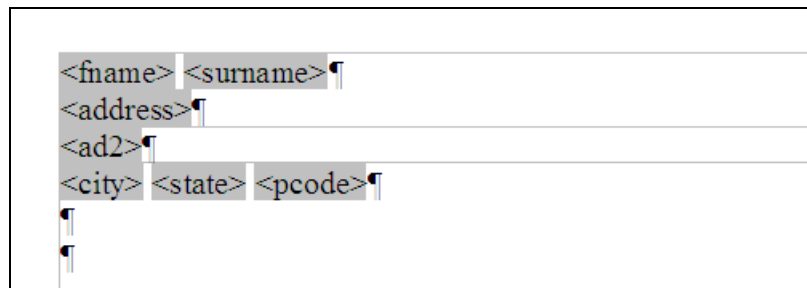 <fname> <surname>¶
<address>¶
<ad2>¶
<city> <state> <pcode>¶
¶
¶